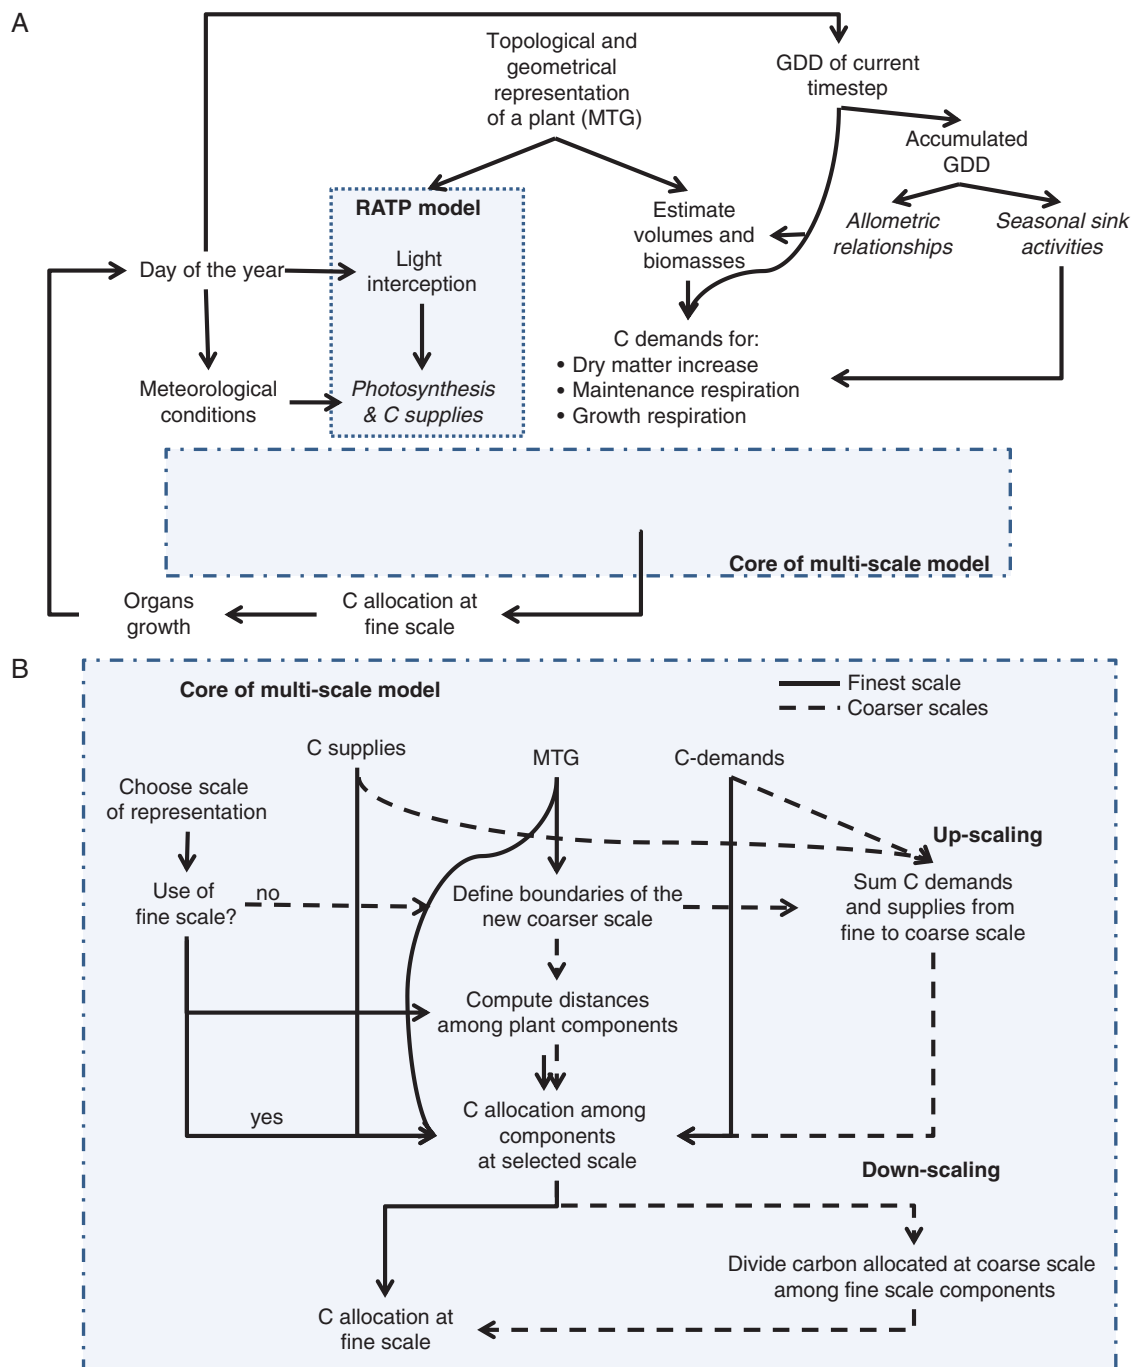 A
Topological and
geometrical
representation
of a plant (MTG)
GDD of current
timestep
Accumulated
GDD
RATP model
Estimate
volumes and
biomasses
Allometric
relationships
Seasonal sink
activities
Day of the year
Light
interception
C demands for:
• Dry matter increase
• Maintenance respiration
• Growth respiration
Meteorological
conditions
Photosynthesis
& C supplies
Core of multi-scale model
Organs
growth
C allocation at
fine scale
B
Core of multi-scale model
Finest scale
Coarser scales
C supplies
MTG
C-demands
Choose scale
of representation
Up-scaling
Use of
fine scale?
no
Define boundaries of the
new coarser scale
Sum C demands
and supplies from
fine to coarse scale
Compute distances
among plant components
yes
C allocation among
components
at selected scale
Down-scaling
Divide carbon allocated at coarse scale
among fine scale components
C allocation at
fine scale